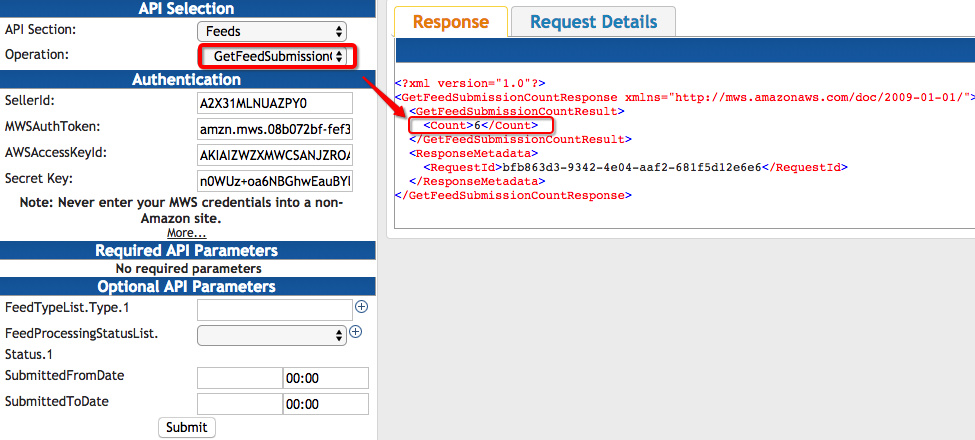 API Selection
API Section:
Feeds
Operation:
GetFeedSubmission
Authentication
SellerId:
A2X31MLNUAZPY0
MWSAuthToken:
amzn.mws.08b072bf-fef3
AWSAccessKeyId:
AKIAIZWZXMWCSANJZROA
Secret Key:
n0WUz+oa6NBGhwEauBYl
Note: Never enter your MWS credentials into a non-
Amazon site.
More...
Required API Parameters
No required parameters
Optional API Parameters
FeedTypeList.Type.1
FeedProcessingStatusList.
Status.1
SubmittedFromDate
00:00
SubmittedToDate
00:00
Submit
Response
Request Details
<?xml version="1.0"?>
<GetFeedSubmissionCountResponse xmlns="http://mws.amazonaws.com/doc/2009-01-01/">
<GetFeedSubmissionCountResult>
<Count>6</Count>
</GetFeedSubmissionCountResult>
<ResponseMetadata>
<RequestId>bfb863d3-9342-4e04-aaf2-681f5d12e6e6</RequestId>
</ResponseMetadata>
</GetFeedSubmissionCountResponse>